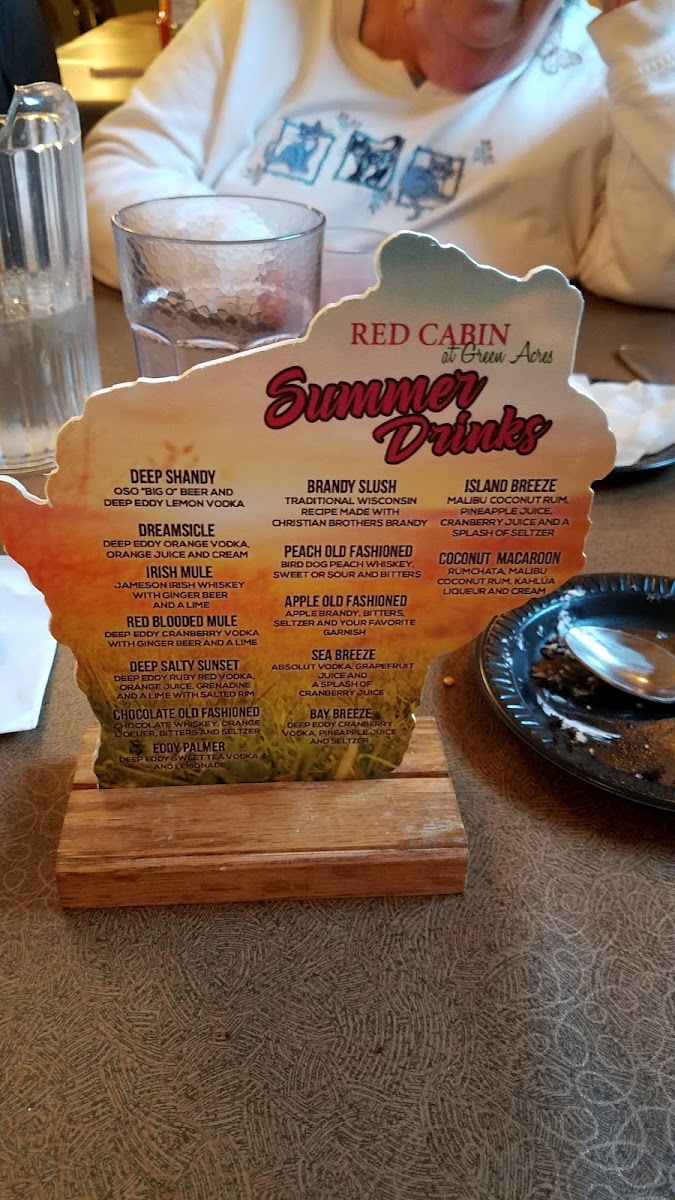 RED CABIN
at Green Acres
Summer
Drinks
DEEP SHANDY
OSO "BIG O" BEER AND
DEEP EDDY LEMON VODKA
DREAMSICLE
DEEP EDDY ORANGE VODKA,
ORANGE JUICE AND CREAM
IRISH MULE
JAMESON IRISH WHISKEY
WITH GINGER BEER
AND A LIME
RED BLOODED MULE
DEEP EDDY CRANBERRY VODKA
WITH GINGER BEER AND A LIME
DEEP SALTY SUNSET
DEEP EDDY RUBY RED VODKA,
ORANGE JUICE, GRENADINE
AND A LIME WITH SALTED RIM
CHOCOLATE OLD FASHIONED
CHOCOLATE WHISKEY, ORANGE
LIQUEUR, BITTERS AND SELTZER
EDDY PALMER
DEEP EDDY SWEET TEA VODKA
AND LEMONADE
BRANDY SLUSH
TRADITIONAL WISCONSIN
RECIPE MADE WITH
CHRISTIAN BROTHERS BRANDY
PEACH OLD FASHIONED
BIRD DOG PEACH WHISKEY,
SWEET OR SOUR AND BITTERS
APPLE OLD FASHIONED
APPLE BRANDY, BITTERS,
SELTZER AND YOUR FAVORITE
GARNISH
SEA BREEZE
ABSOLUT VODKA, GRAPEFRUIT
JUICE AND
A SPLASH OF
CRANBERRY JUICE
BAY BREEZE
DEEP EDDY CRANBERRY
VODKA, PINEAPPLE JUICE
AND SELTZER
ISLAND BREEZE
MALIBU COCONUT RUM,
PINEAPPLE JUICE,
CRANBERRY JUICE AND A
SPLASH OF SELTZER
COCONUT MACAROON
RUMCHATA, MALIBU
COCONUT RUM, KAHLUA
LIQUEUR AND CREAM